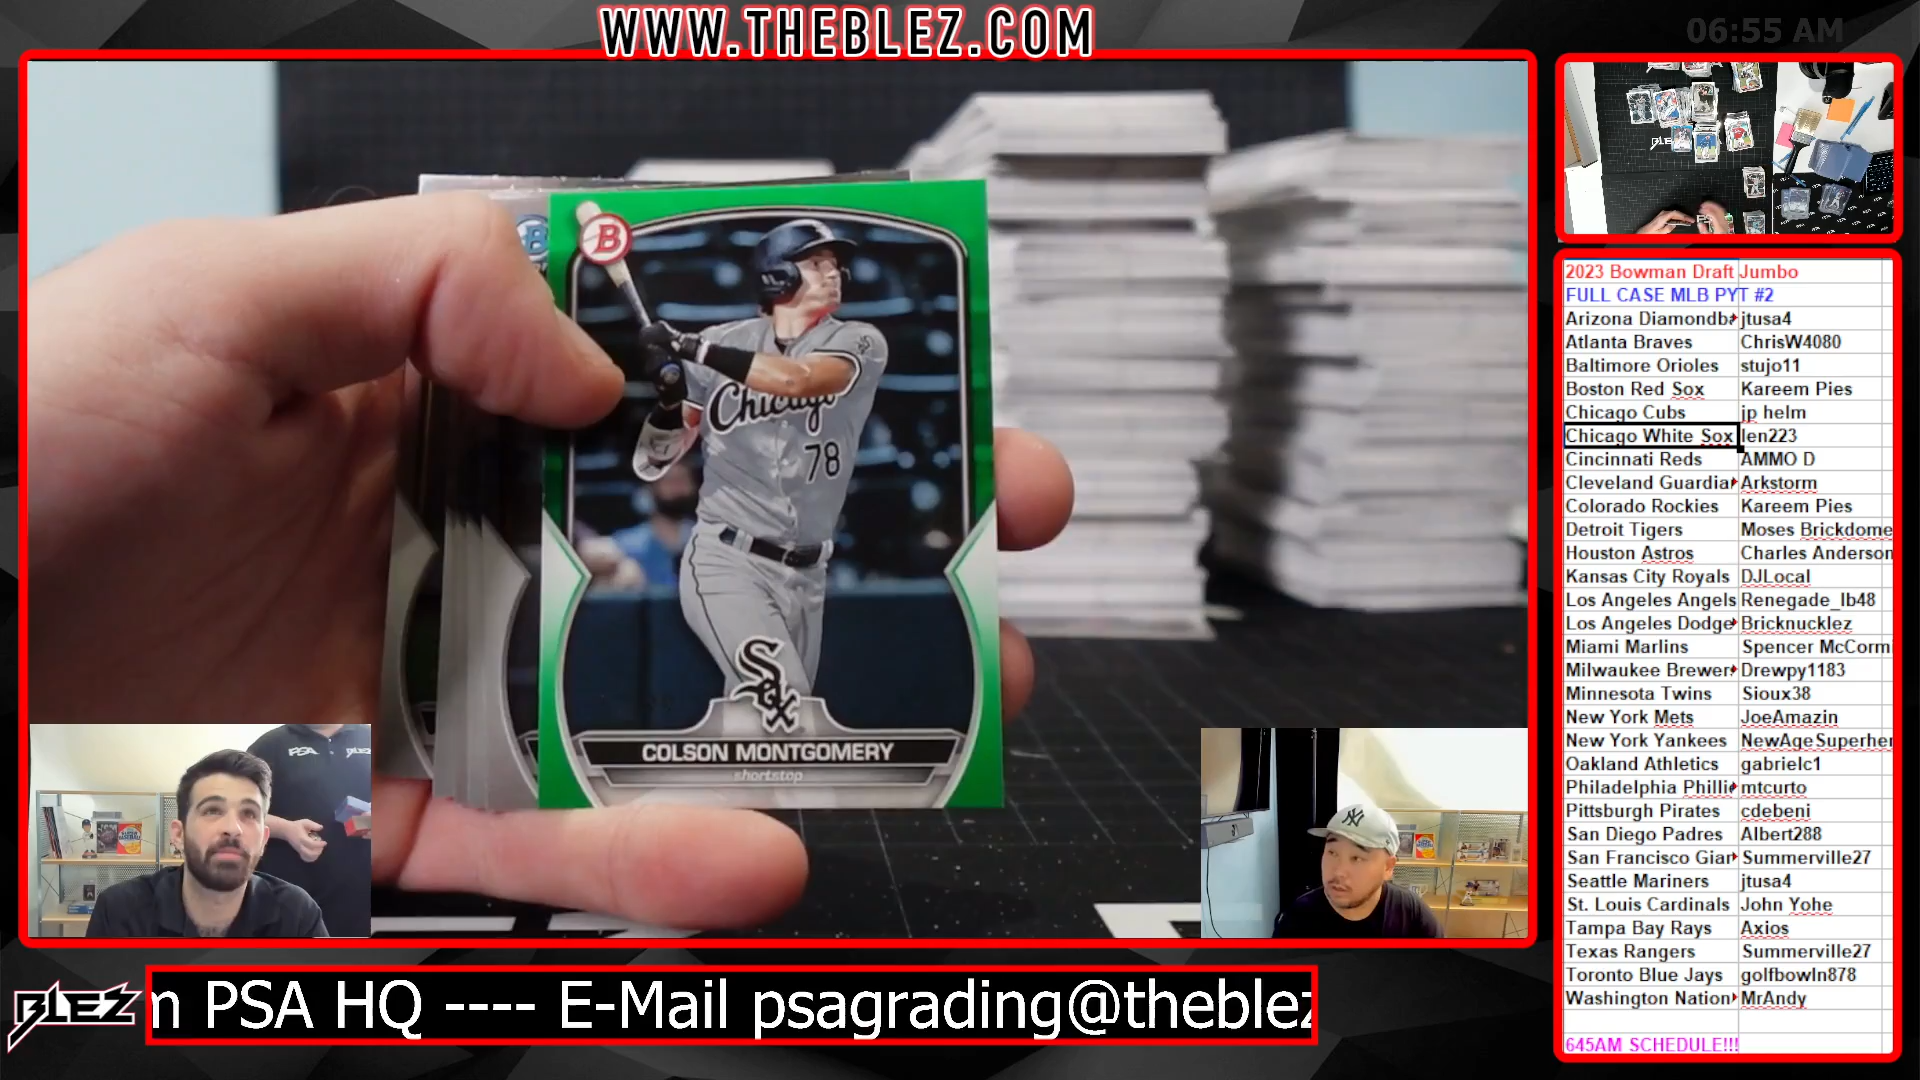 WWW.THEBLEZ.COM
06:55 AM
B
Chicago
78
Sox
COLSON MONTGOMERY
shortstop
PSA
NY
2023 Bowman Draft Jumbo
FULL CASE MLB PYT #2
Arizona Diamondba jtusa4
Atlanta Braves ChrisW4080
Baltimore Orioles stujo11
Boston Red Sox Kareem Pies
Chicago Cubs jp helm
Chicago White Sox len223
Cincinnati Reds AMMO D
Cleveland Guardian Arkstorm
Colorado Rockies Kareem Pies
Detroit Tigers Moses Brickdome
Houston Astros Charles Anderson
Kansas City Royals DJLocal
Los Angeles Angels Renegade_lb48
Los Angeles Dodge Bricknucklez
Miami Marlins Spencer McCormi
Milwaukee Brewer Drewpy1183
Minnesota Twins Sioux38
New York Mets JoeAmazin
New York Yankees NewAgeSuperher
Oakland Athletics gabrielc1
Philadelphia Phillie mtcurto
Pittsburgh Pirates cdebeni
San Diego Padres Albert288
San Francisco Gian Summerville27
Seattle Mariners jtusa4
St. Louis Cardinals John Yohe
Tampa Bay Rays Axios
Texas Rangers Summerville27
Toronto Blue Jays golfbowln878
Washington Nation MrAndy
645AM SCHEDULE!!!
BLEZ
m PSA HQ ---- E-Mail psagrading@theblez